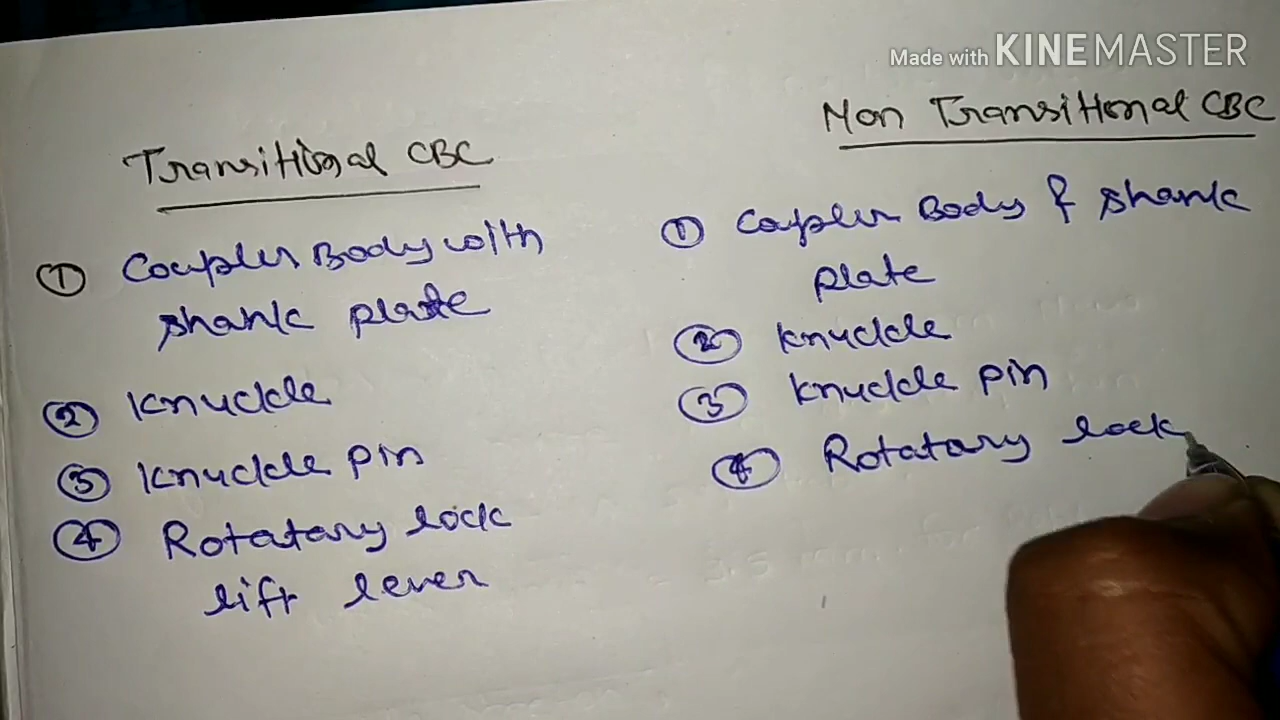 Made with KINEMASTER
Transitional CBC
① Coupler Body with
shank plate
② Knuckle
③ Knuckle pin
④ Rotatary lock
lift lever
Non Transitional CBC
① Coupler Body & shank
plate
② Knuckle
③ Knuckle pin
④ Rotatary lock